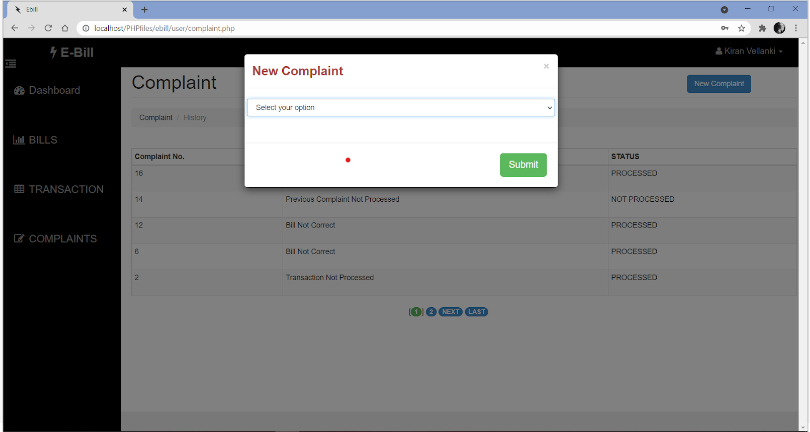 Ebill
localhost/PHPfiles/ebill/user/complaint.php
E-Bill
Kiran Vellanki
Dashboard
BILLS
TRANSACTION
COMPLAINTS
Complaint
New Complaint
Complaint / History
New Complaint
×
Select your option
Submit
Complaint No. STATUS
16 PROCESSED
14 Previous Complaint Not Processed NOT PROCESSED
12 Bill Not Correct PROCESSED
6 Bill Not Correct PROCESSED
2 Transaction Not Processed PROCESSED
|1| 2 NEXT LAST